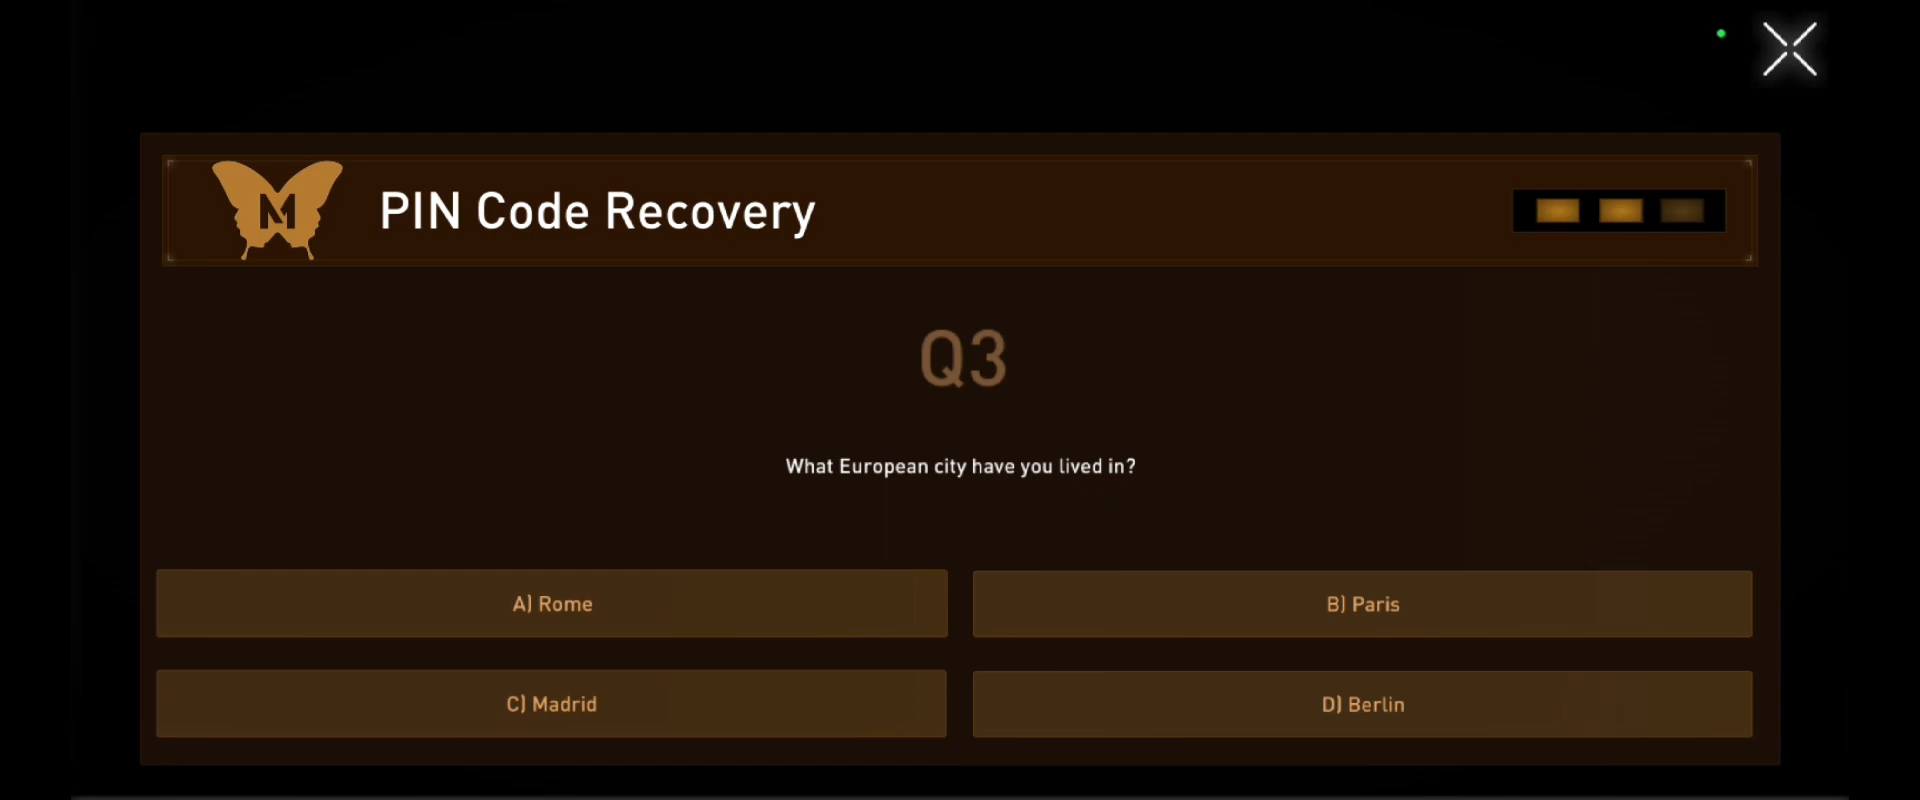 M
PIN Code Recovery
Q3
What European city have you lived in?
A) Rome
B) Paris
C) Madrid
D) Berlin